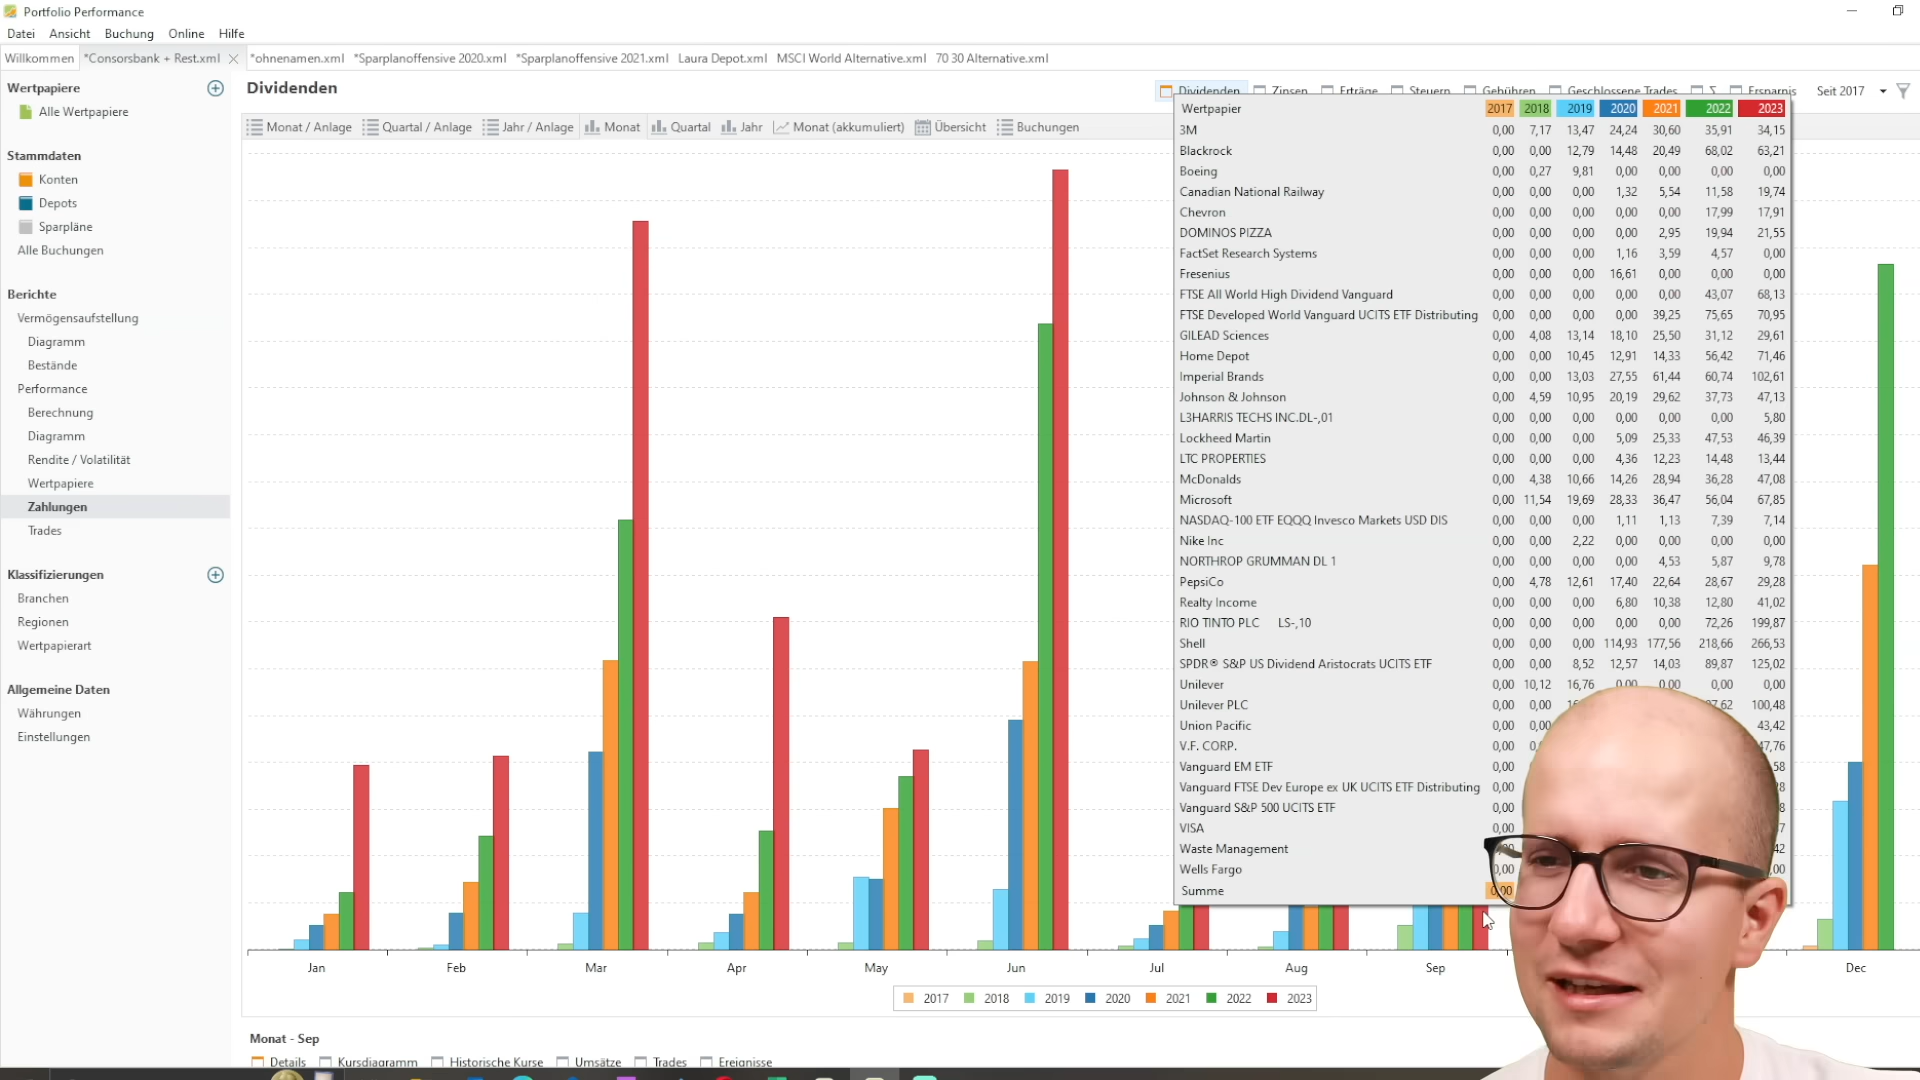 Portfolio Performance
Datei Ansicht Buchung Online Hilfe
Willkommen *Consorsbank + Rest.xml *ohnenamen.xml *Sparplanoffensive 2020.xml *Sparplanoffensive 2021.xml Laura Depot.xml MSCI World Alternative.xml 70 30 Alternative.xml
Wertpapiere
Alle Wertpapiere
Stammdaten
Konten
Depots
Sparpläne
Alle Buchungen
Berichte
Vermögensaufstellung
Diagramm
Bestände
Performance
Berechnung
Diagramm
Rendite / Volatilität
Wertpapiere
Zahlungen
Trades
Klassifizierungen
Branchen
Regionen
Wertpapierart
Allgemeine Daten
Währungen
Einstellungen
Dividenden
Dividenden Zinsen Erträge Steuern Gebühren Geschlossene Trades Σ Ersparnis Seit 2017
Monat / Anlage Quartal / Anlage Jahr / Anlage Monat Quartal Jahr Monat (akkumuliert) Übersicht Buchungen
Wertpapier 2017 2018 2019 2020 2021 2022 2023
3M 0,00 7,17 13,47 24,24 30,60 35,91 34,15
Blackrock 0,00 0,00 12,79 14,48 20,49 68,02 63,21
Boeing 0,00 0,27 9,81 0,00 0,00 0,00 0,00
Canadian National Railway 0,00 0,00 0,00 1,32 5,54 11,58 19,74
Chevron 0,00 0,00 0,00 0,00 0,00 17,99 17,91
DOMINOS PIZZA 0,00 0,00 0,00 0,00 2,95 19,94 21,55
FactSet Research Systems 0,00 0,00 0,00 1,16 3,59 4,57 0,00
Fresenius 0,00 0,00 0,00 16,61 0,00 0,00 0,00
FTSE All World High Dividend Vanguard 0,00 0,00 0,00 0,00 0,00 43,07 68,13
FTSE Developed World Vanguard UCITS ETF Distributing 0,00 0,00 0,00 0,00 39,25 75,65 70,95
GILEAD Sciences 0,00 4,08 13,14 18,10 25,50 31,12 29,61
Home Depot 0,00 0,00 10,45 12,91 14,33 56,42 71,46
Imperial Brands 0,00 0,00 13,03 27,55 61,44 60,74 102,61
Johnson & Johnson 0,00 4,59 10,95 20,19 29,62 37,73 47,13
L3HARRIS TECHS INC.DL-,01 0,00 0,00 0,00 0,00 0,00 0,00 5,80
Lockheed Martin 0,00 0,00 0,00 5,09 25,33 47,53 46,39
LTC PROPERTIES 0,00 0,00 0,00 4,36 12,23 14,48 13,44
McDonalds 0,00 4,38 10,66 14,26 28,94 36,28 47,08
Microsoft 0,00 11,54 19,69 28,33 36,47 56,04 67,85
NASDAQ-100 ETF EQQQ Invesco Markets USD DIS 0,00 0,00 0,00 1,11 1,13 7,39 7,14
Nike Inc 0,00 0,00 2,22 0,00 0,00 0,00 0,00
NORTHROP GRUMMAN DL 1 0,00 0,00 0,00 0,00 4,53 5,87 9,78
PepsiCo 0,00 4,78 12,61 17,40 22,64 28,67 29,28
Realty Income 0,00 0,00 0,00 6,80 10,38 12,80 41,02
RIO TINTO PLC LS-,10 0,00 0,00 0,00 0,00 0,00 72,26 199,87
Shell 0,00 0,00 0,00 114,93 177,56 218,66 266,53
SPDR® S&P US Dividend Aristocrats UCITS ETF 0,00 0,00 8,52 12,57 14,03 89,87 125,02
Unilever 0,00 10,12 16,76 0,00 0,00 0,00 0,00
Unilever PLC 0,00 0,00 100,48
Union Pacific 0,00 0,00 43,42
V.F. CORP. 0,00
Vanguard EM ETF 0,00
Vanguard FTSE Dev Europe ex UK UCITS ETF Distributing 0,00
Vanguard S&P 500 UCITS ETF 0,00
VISA 0,00
Waste Management
Wells Fargo
Summe 0,00
Jan Feb Mar Apr May Jun Jul Aug Sep Dec
2017 2018 2019 2020 2021 2022 2023
Monat - Sep
Details Kursdiagramm Historische Kurse Umsätze Trades Ereignisse